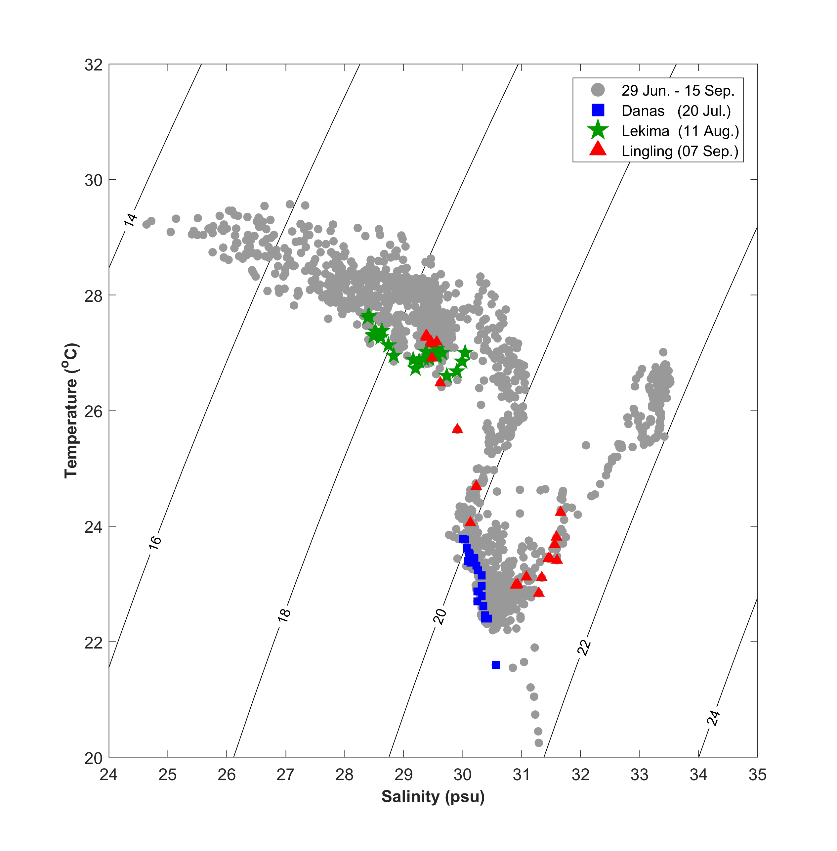 32
30
28
26
24
22
20
Temperature (°C)
24 25 26 27 28 29 30 31 32 33 34 35
Salinity (psu)
29 Jun. - 15 Sep.
Danas (20 Jul.)
Lekima (11 Aug.)
Lingling (07 Sep.)
14
16
18
20
22
24